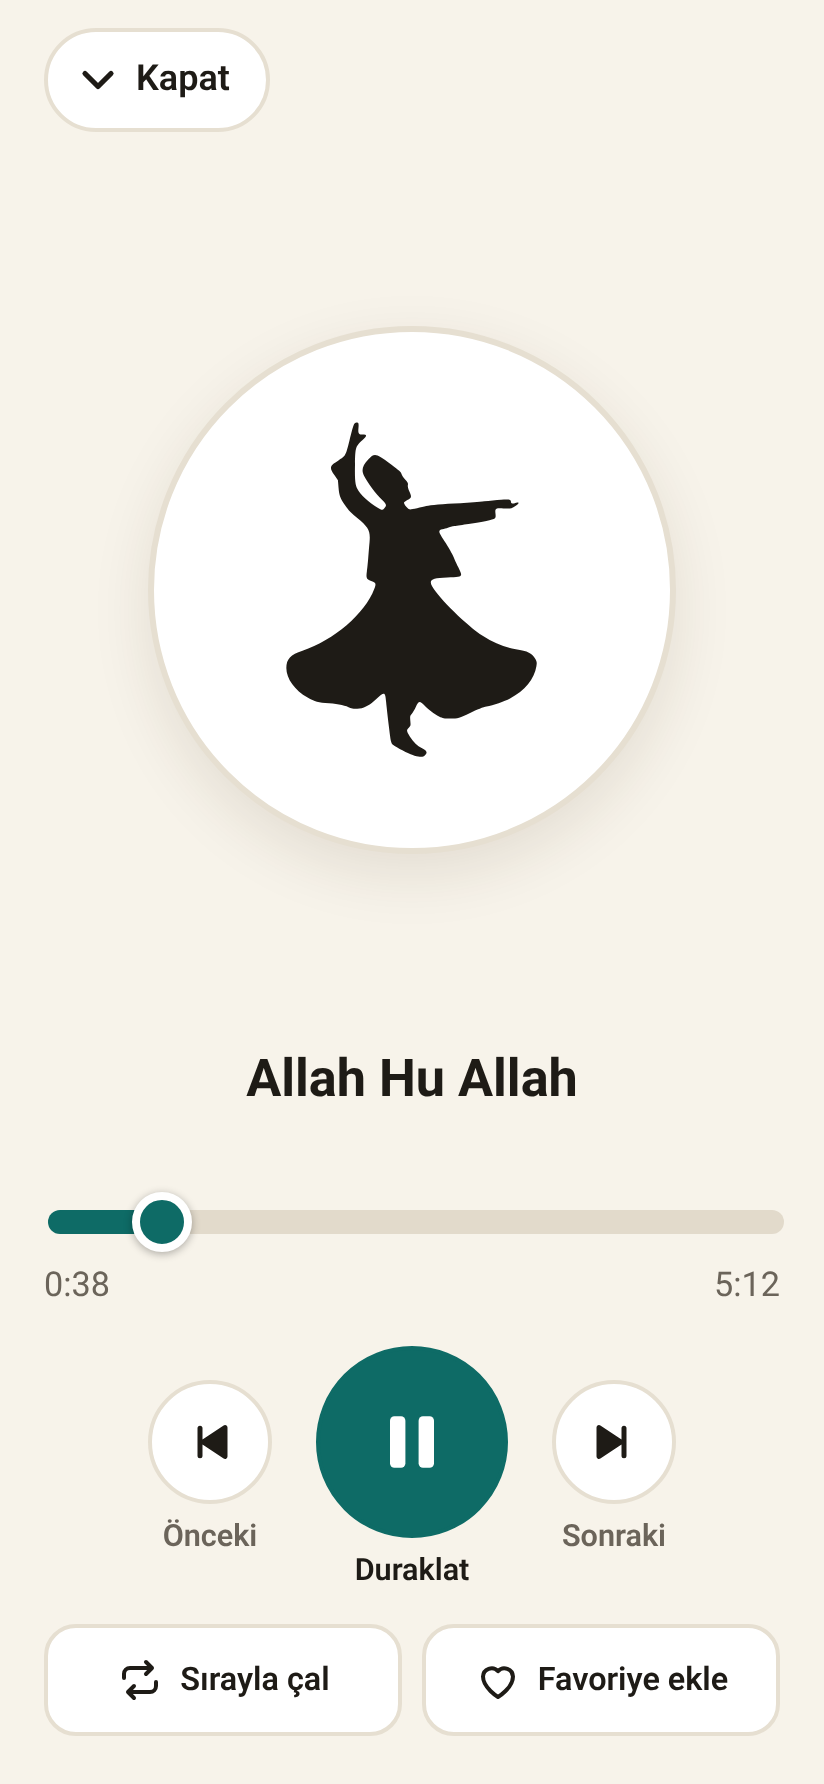 Kapat
Allah Hu Allah
0:38 5:12
Önceki
Sonraki
Duraklat
Sırayla çal
Favoriye ekle